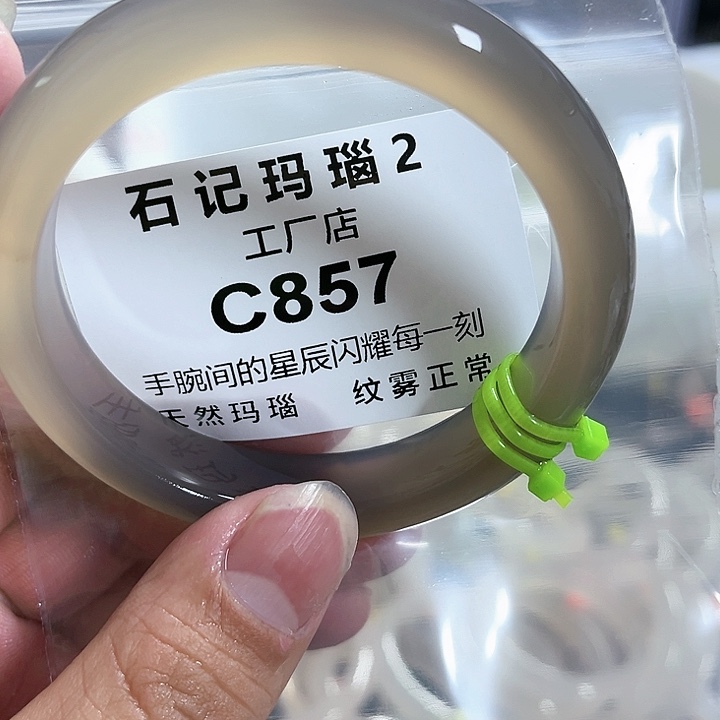 石记玛瑙2
工厂店
C857
手腕间的星辰闪耀每一刻
天然玛瑙 纹雾正常